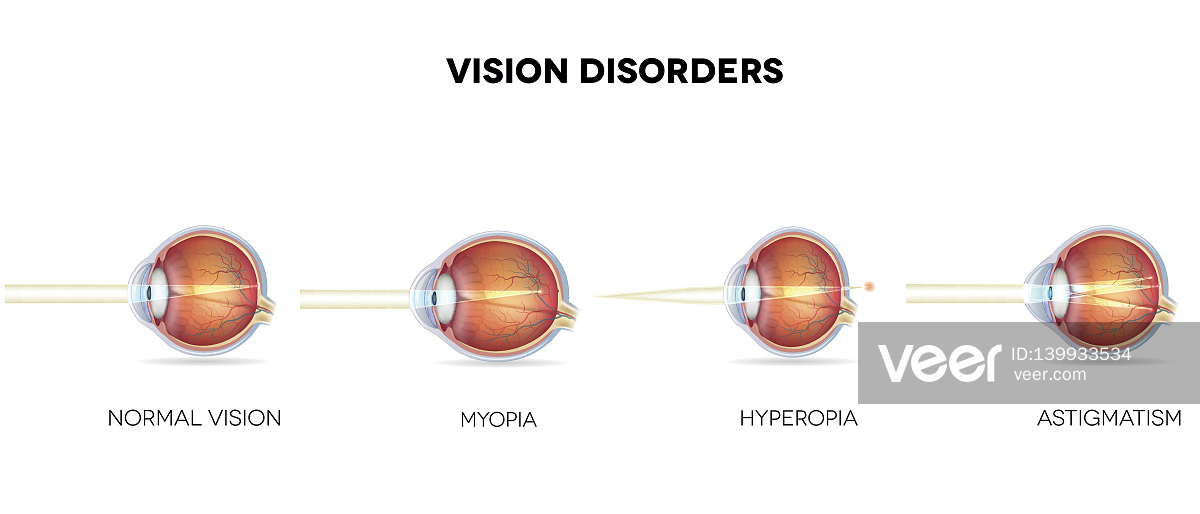 VISION DISORDERS
NORMAL VISION
MYOPIA
HYPEROPIA
ASTIGMATISM
veer
ID:139933534
veer.com